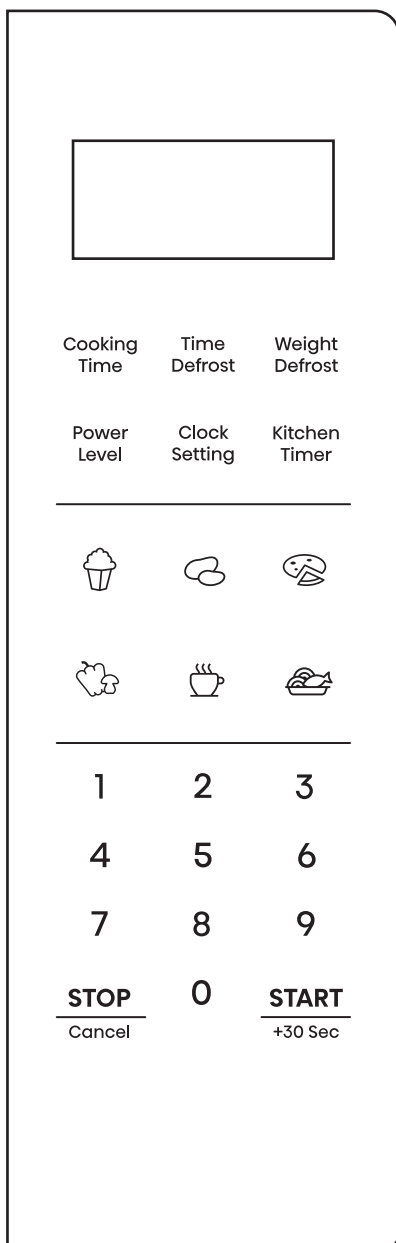 Cooking Time
Time Defrost
Weight Defrost
Power Level
Clock Setting
Kitchen Timer
1 2 3
4 5 6
7 8 9
STOP 0 START
Cancel +30 Sec